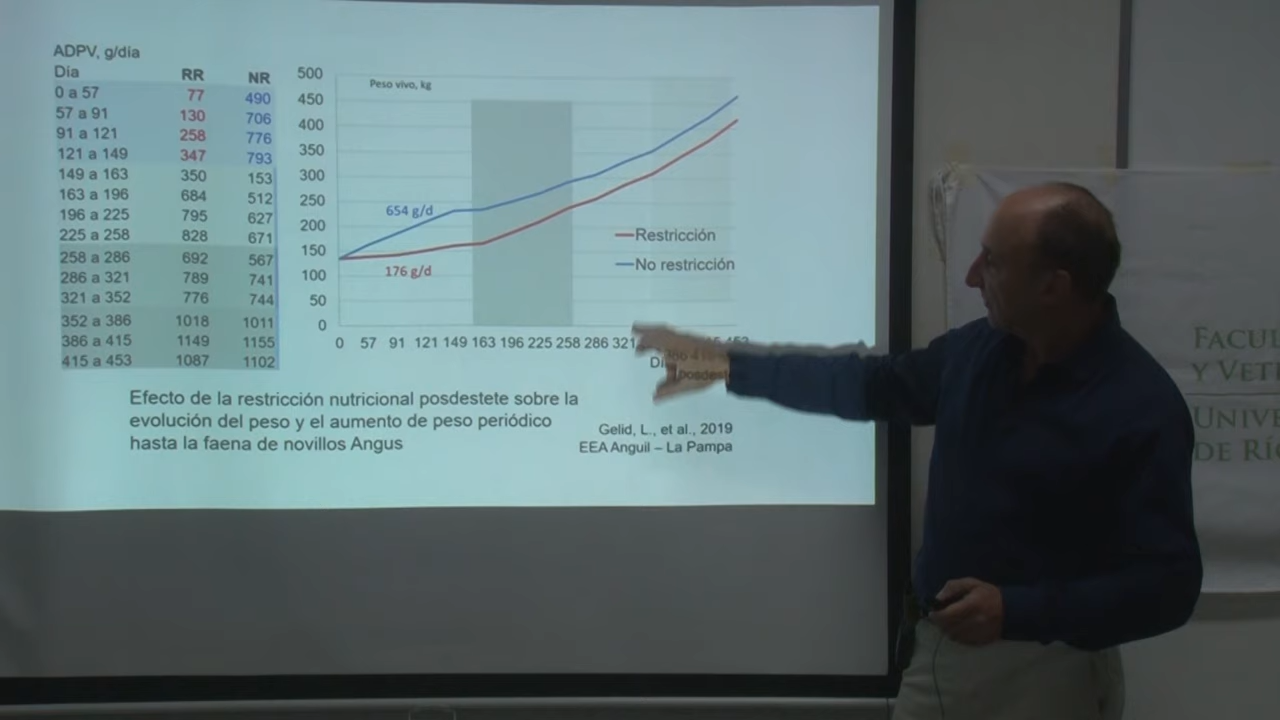 ADPV, g/día
Día RR NR
0 a 57 77 490
57 a 91 130 706
91 a 121 258 776
121 a 149 347 793
149 a 163 350 153
163 a 196 684 512
196 a 225 795 627
225 a 258 828 671
258 a 286 692 567
286 a 321 789 741
321 a 352 776 744
352 a 386 1018 1011
386 a 415 1149 1155
415 a 453 1087 1102
Peso vivo, kg
500
450
400
350
300
250
200
150
100
50
0
654 g/d
176 g/d
Restricción
No restricción
0 57 91 121 149 163 196 225 258 286 321
Efecto de la restricción nutricional posdestete sobre la
evolución del peso y el aumento de peso periódico
hasta la faena de novillos Angus
Gelid, L., et al., 2019
EEA Anguil – La Pampa
FACUL
Y VET
UNIVE
DE RÍ